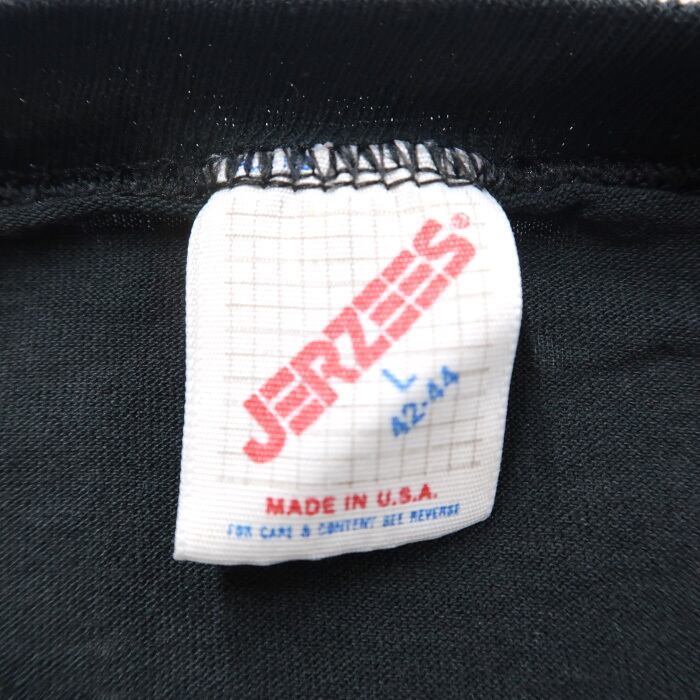 JERZEES®
L
42-44
MADE IN U.S.A.
FOR CARE & CONTENT SEE REVERSE